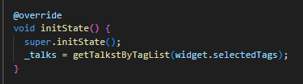 @override
void initState() {
  super.initState();
  _talks = getTalkstByTagList(widget.selectedTags);
}